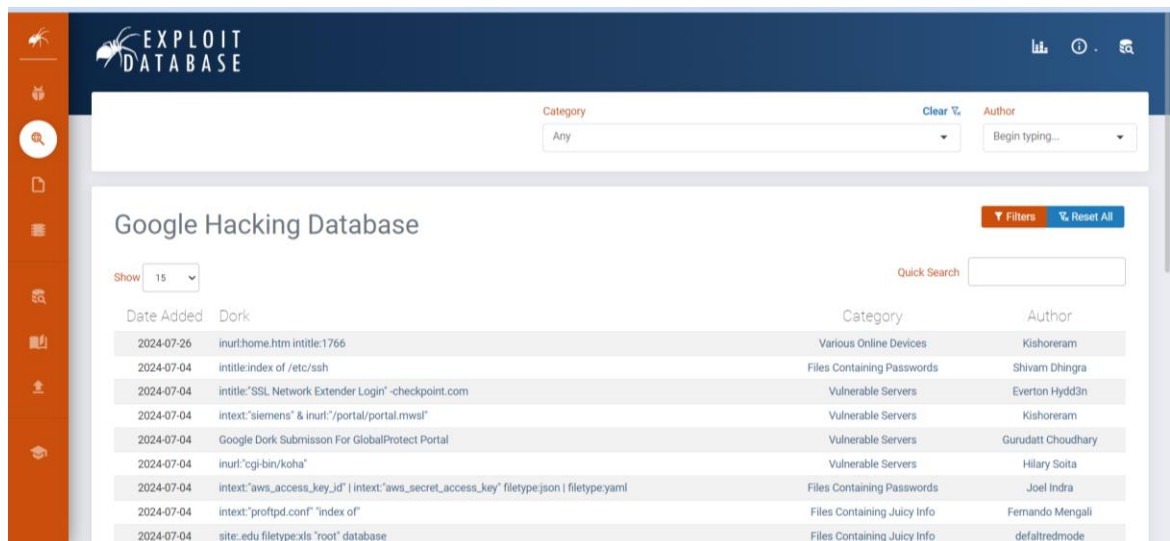 EXPLOIT
DATABASE
Category
Clear
Author
Any
Begin typing...
Google Hacking Database
Filters
Reset All
Show 15
Quick Search
Date Added Dork Category Author
2024-07-26 inurl:home.htm intitle:1766 Various Online Devices Kishoreram
2024-07-04 intitle:index of /etc/ssh Files Containing Passwords Shivam Dhingra
2024-07-04 intitle:"SSL Network Extender Login" -checkpoint.com Vulnerable Servers Everton Hydd3n
2024-07-04 intext:"siemens" & inurl:"/portal/portal.mwsl" Vulnerable Servers Kishoreram
2024-07-04 Google Dork Submisson For GlobalProtect Portal Vulnerable Servers Gurudatt Choudhary
2024-07-04 inurl:"cgi-bin/koha" Vulnerable Servers Hilary Soita
2024-07-04 intext:"aws_access_key_id" | intext:"aws_secret_access_key" filetype:json | filetype:yaml Files Containing Passwords Joel Indra
2024-07-04 intext:"proftpd.conf" "index of" Files Containing Juicy Info Fernando Mengali
2024-07-04 site:.edu filetype:xls "root" database Files Containing Juicy Info defaltredmode